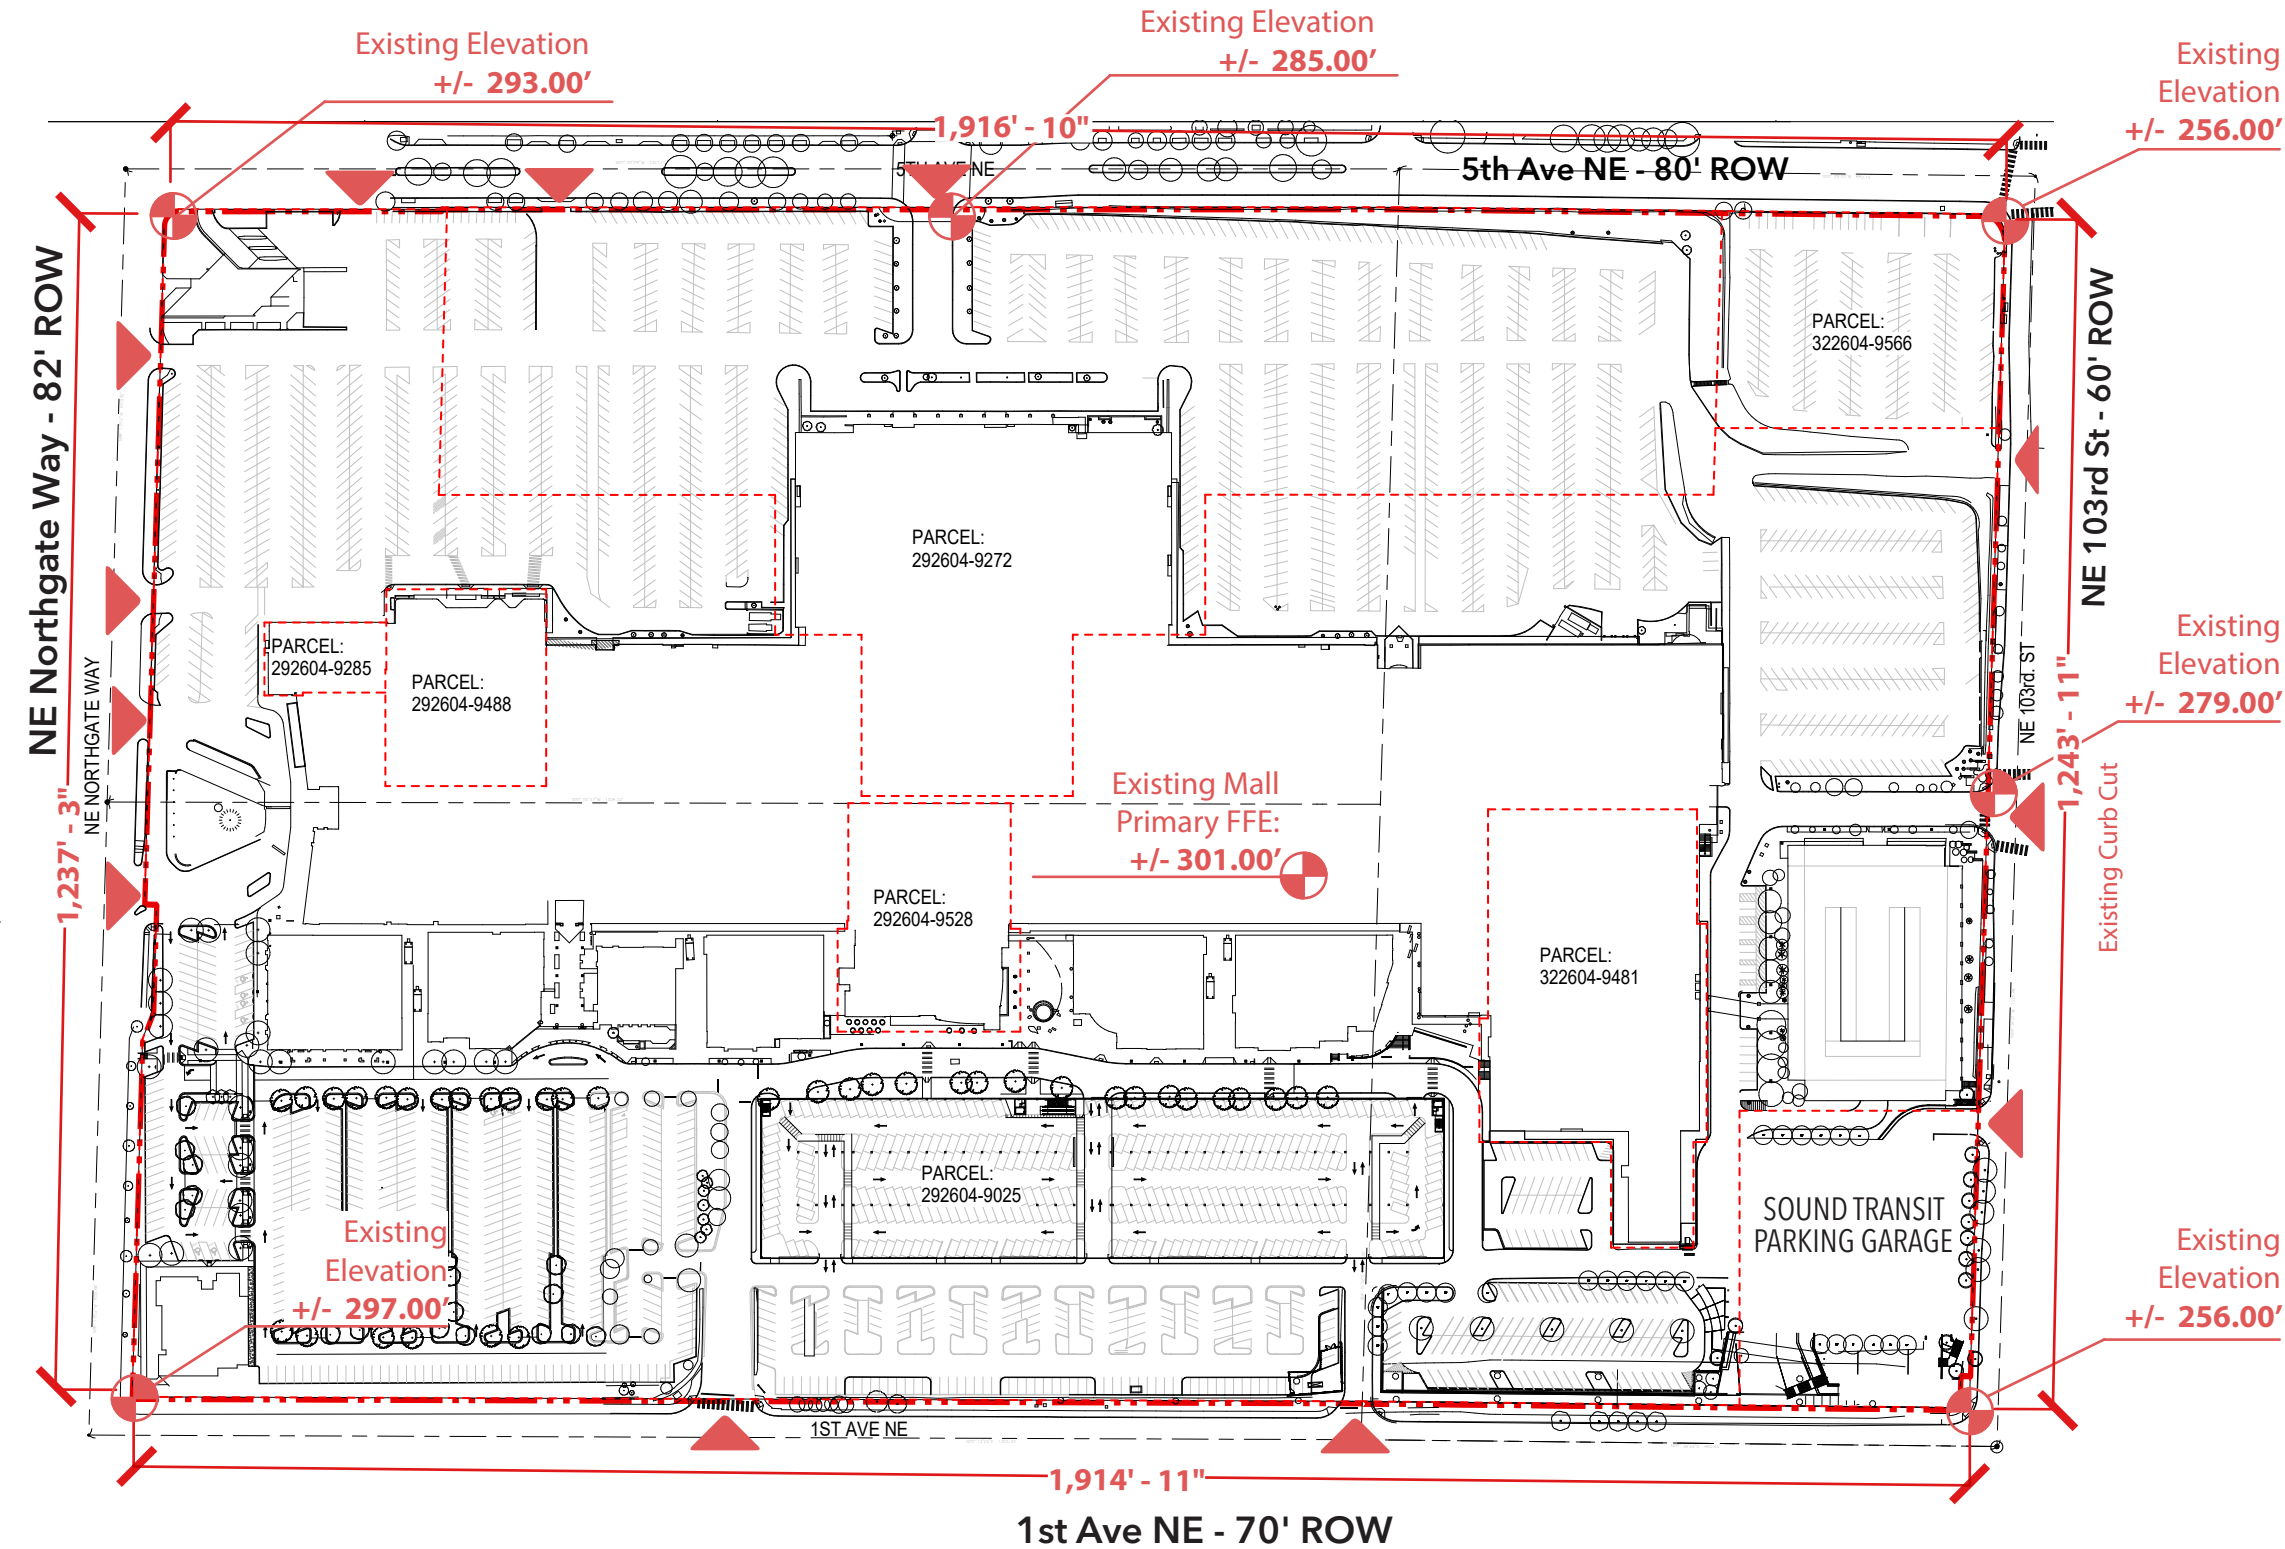 Existing Elevation
+/- 293.00’
Existing Elevation
+/- 285.00’
Existing
Elevation
+/- 256.00’
1,916' - 10"
5TH AVE NE
5th Ave NE - 80' ROW
NE Northgate Way - 82' ROW
NE NORTHGATE WAY
1,237' - 3"
PARCEL:
322604-9566
NE 103rd St - 60' ROW
NE 103rd. ST
1,243' - 11"
PARCEL:
292604-9272
PARCEL:
292604-9285
PARCEL:
292604-9488
Existing
Elevation
+/- 279.00’
Existing Curb Cut
Existing Mall
Primary FFE:
+/- 301.00’
PARCEL:
292604-9528
PARCEL:
322604-9481
PARCEL:
292604-9025
SOUND TRANSIT
PARKING GARAGE
Existing
Elevation
+/- 297.00’
Existing
Elevation
+/- 256.00’
1ST AVE NE
1,914' - 11"
1st Ave NE - 70' ROW